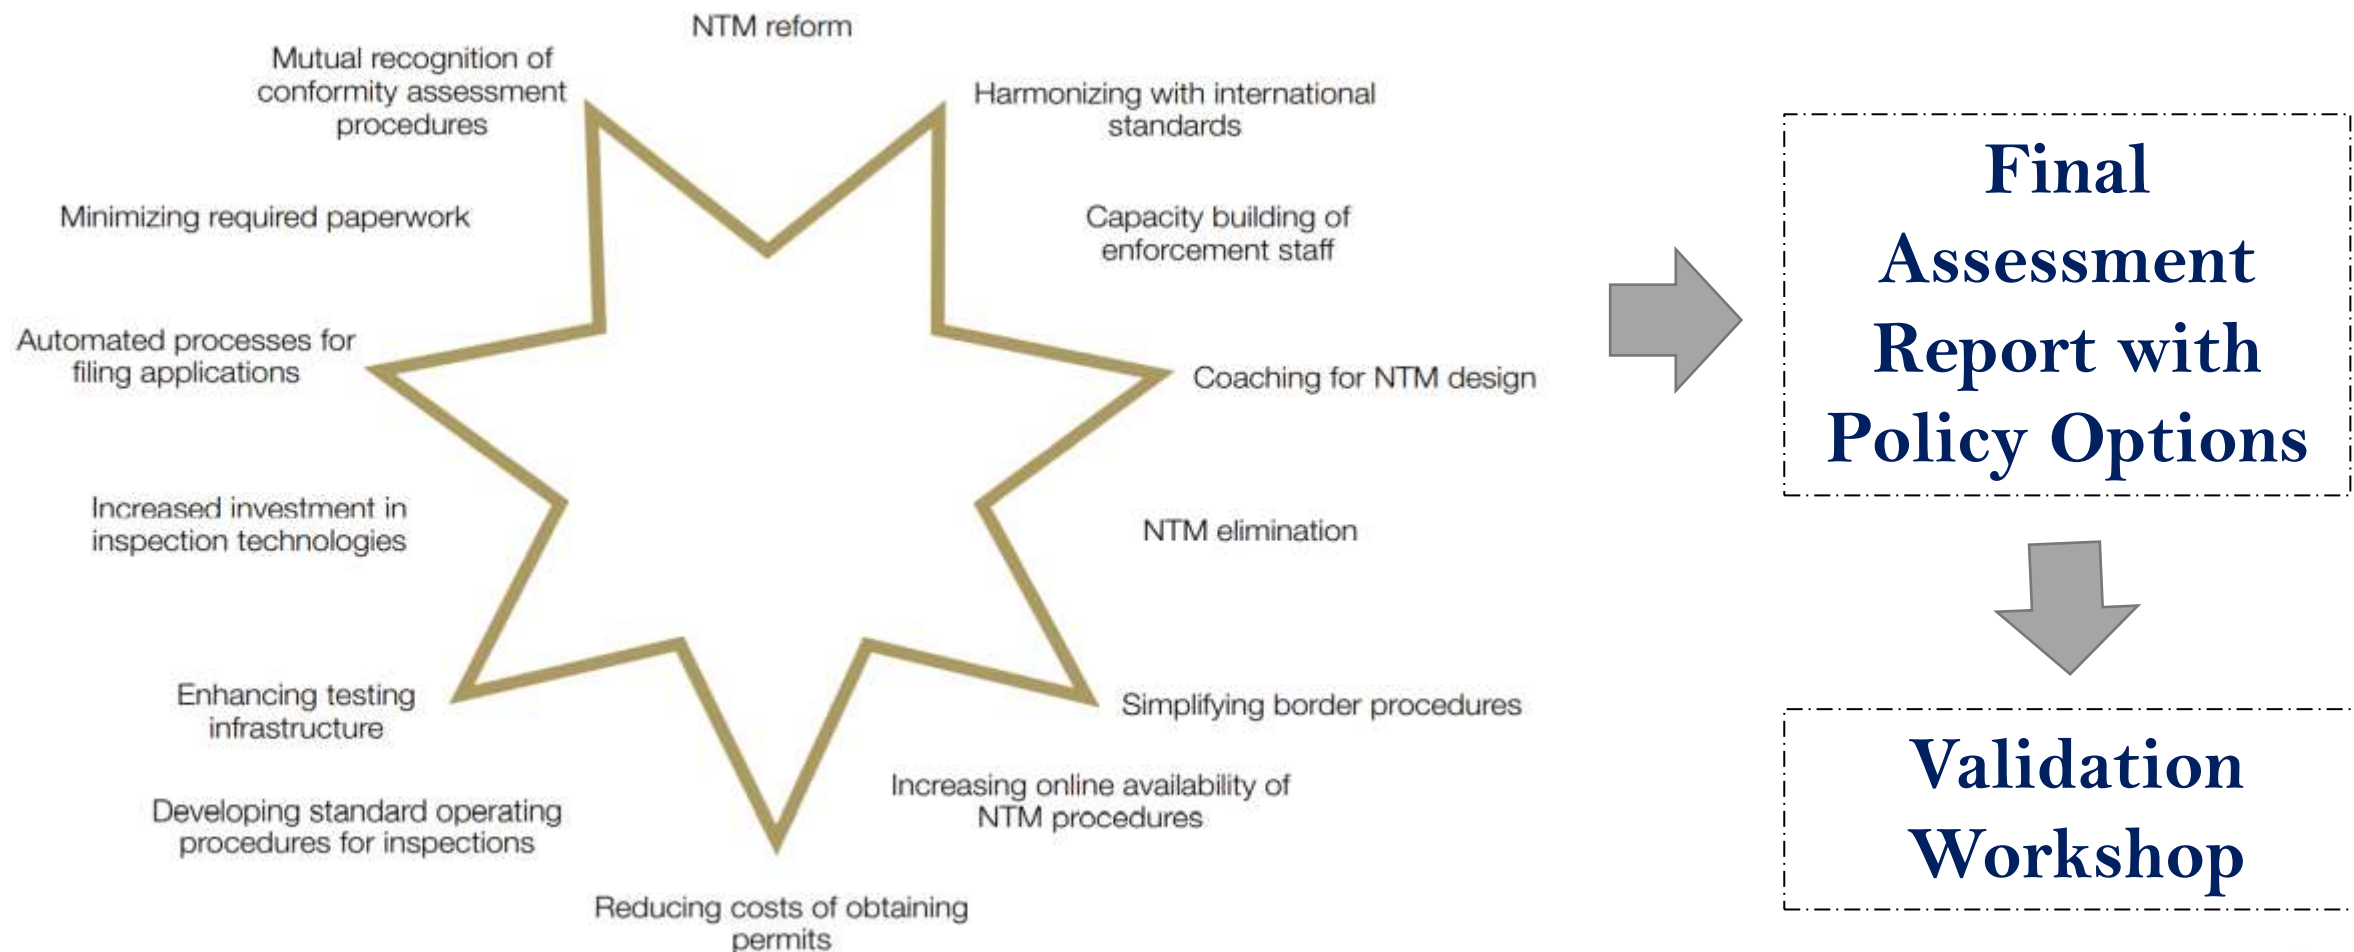 NTM reform
Mutual recognition of
conformity assessment
procedures
Harmonizing with international
standards
Minimizing required paperwork
Capacity building of
enforcement staff
Automated processes for
filing applications
Coaching for NTM design
Increased investment in
inspection technologies
NTM elimination
Enhancing testing
infrastructure
Simplifying border procedures
Developing standard operating
procedures for inspections
Increasing online availability of
NTM procedures
Reducing costs of obtaining
permits
Final
Assessment
Report with
Policy Options
Validation
Workshop